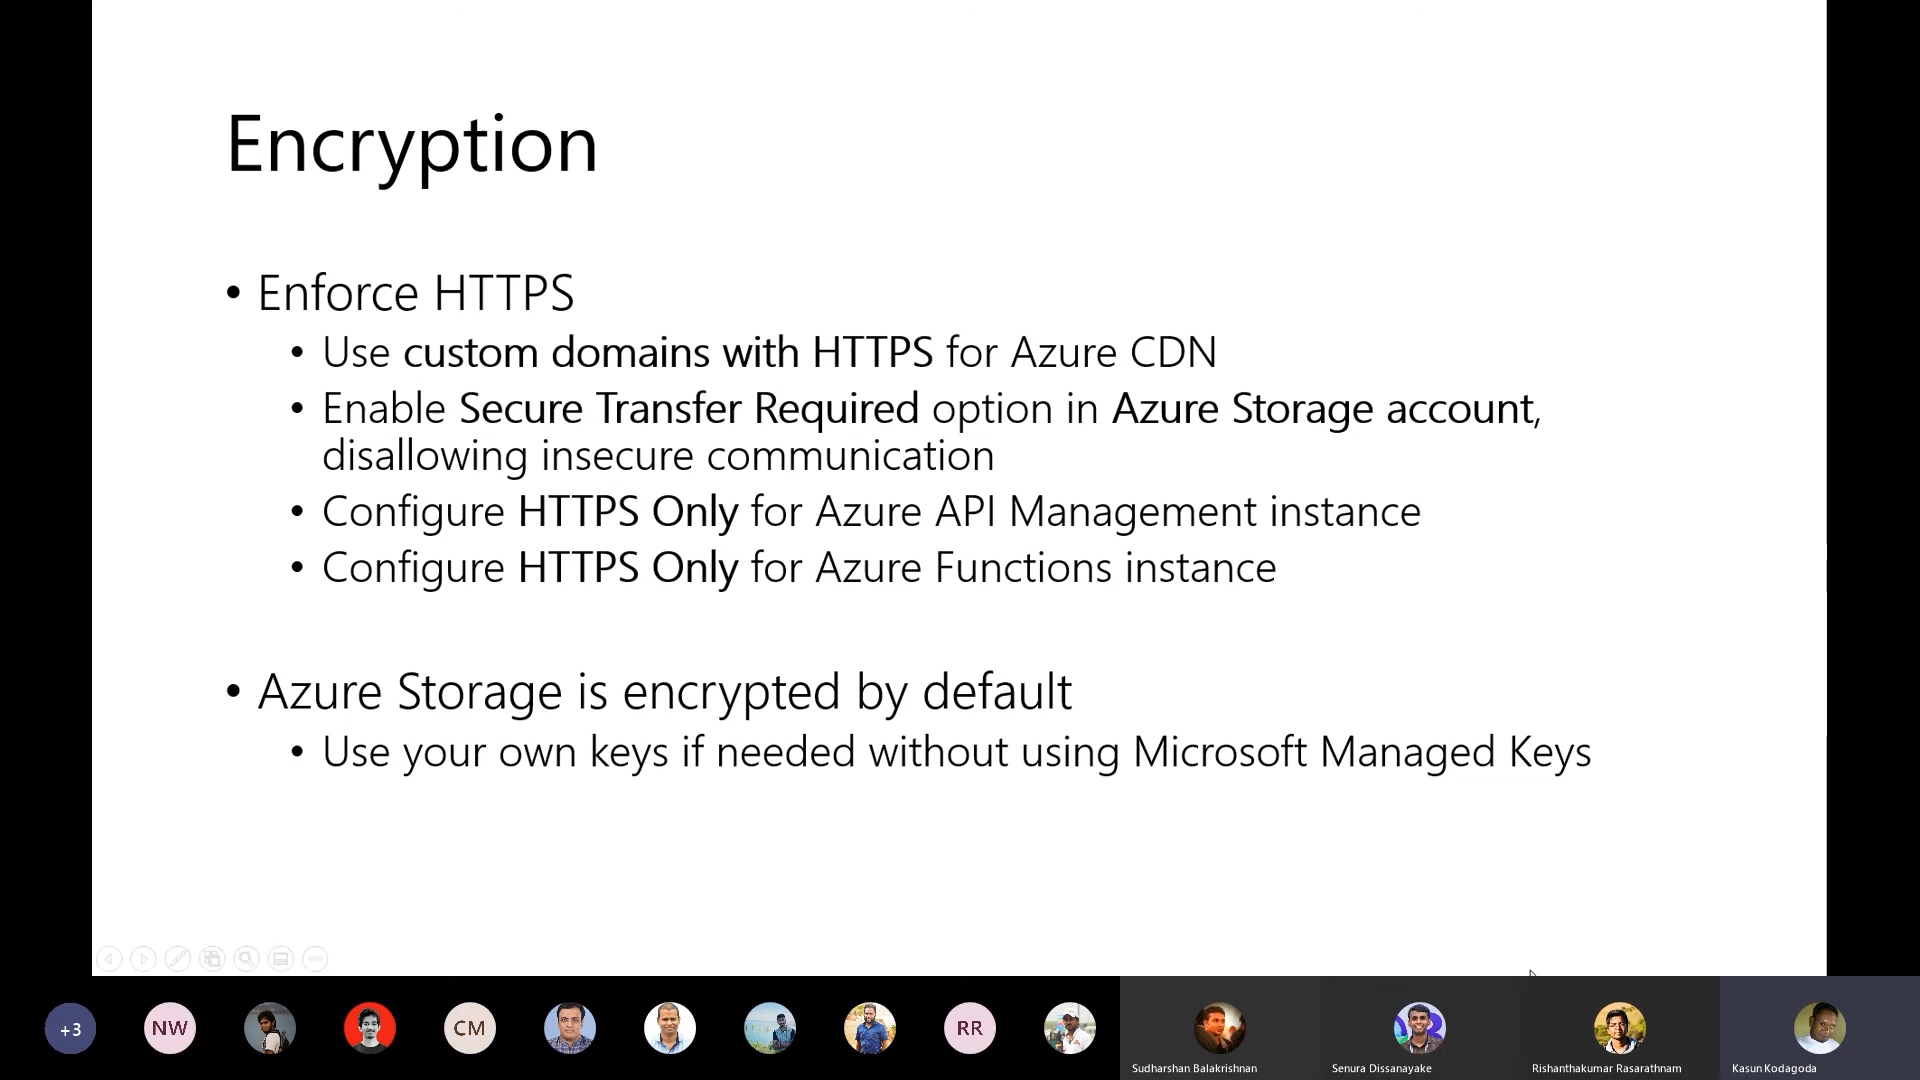 Encryption
• Enforce HTTPS
• Use custom domains with HTTPS for Azure CDN
• Enable Secure Transfer Required option in Azure Storage account,
disallowing insecure communication
• Configure HTTPS Only for Azure API Management instance
• Configure HTTPS Only for Azure Functions instance
• Azure Storage is encrypted by default
• Use your own keys if needed without using Microsoft Managed Keys
+3
NW
CM
RR
Sudharshan Balakrishnan
Senura Dissanayake
Rishanthakumar Rasarathnam
Kasun Kodagoda